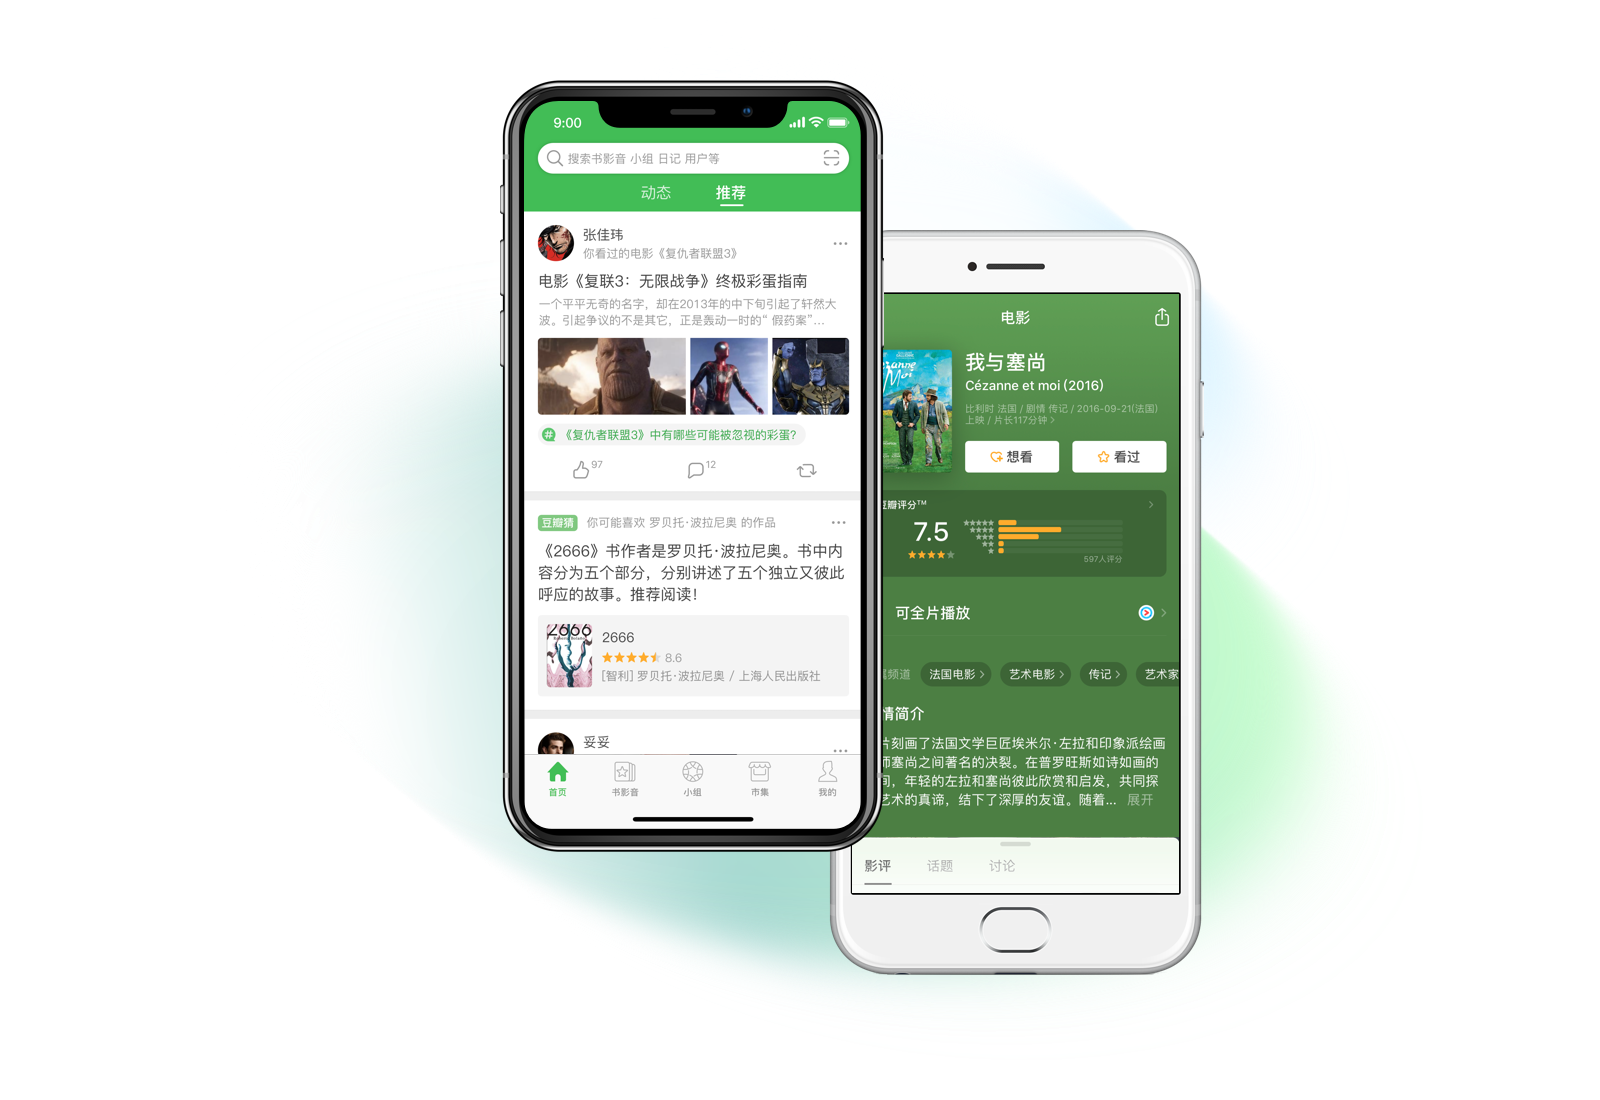 9:00
搜索书影音 小组 日记 用户等
动态
推荐
张佳玮
你看过的电影《复仇者联盟3》
电影《复联3：无限战争》终极彩蛋指南
一个平平无奇的名字，却在2013年的中下旬引起了轩然大
波。引起争议的不是其它，正是轰动一时的“ 假药案”...
# 《复仇者联盟3》中有哪些可能被忽视的彩蛋?
97
12
豆瓣猜 你可能喜欢 罗贝托·波拉尼奥 的作品
《2666》书作者是罗贝托·波拉尼奥。书中内
容分为五个部分，分别讲述了五个独立又彼此
呼应的故事。推荐阅读！
2666
2666
8.6
[智利] 罗贝托·波拉尼奥 / 上海人民出版社
妥妥
首页
书影音
小组
市集
我的
电影
ézanne
Moi
我与塞尚
Cézanne et moi (2016)
比利时 法国 / 剧情 传记 / 2016-09-21(法国)
上映 / 片长117分钟 >
想看
看过
豆瓣评分™
7.5
597人评分
可全片播放
属频道
法国电影 >
艺术电影 >
传记 >
艺术家
情简介
片刻画了法国文学巨匠埃米尔·左拉和印象派绘画
师塞尚之间著名的决裂。在普罗旺斯如诗如画的
间，年轻的左拉和塞尚彼此欣赏和启发，共同探
艺术的真谛，结下了深厚的友谊。随着... 展开
影评
话题
讨论